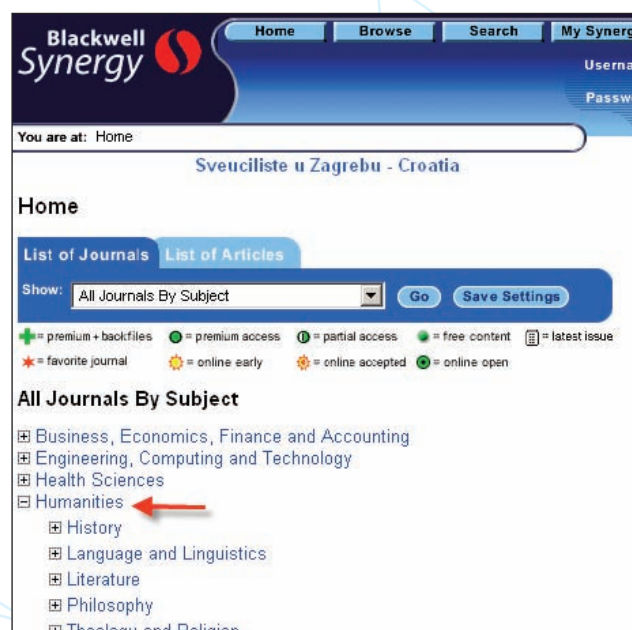 Blackwell
Synergy
Home Browse Search My Synerg
Userna
Passw
You are at: Home
Sveuciliste u Zagrebu - Croatia
Home
List of Journals List of Articles
Show: All Journals By Subject Go Save Settings
= premium + backfiles = premium access = partial access = free content = latest issue
= favorite journal = online early = online accepted = online open
All Journals By Subject
Business, Economics, Finance and Accounting
Engineering, Computing and Technology
Health Sciences
Humanities
History
Language and Linguistics
Literature
Philosophy
Theology and Religion